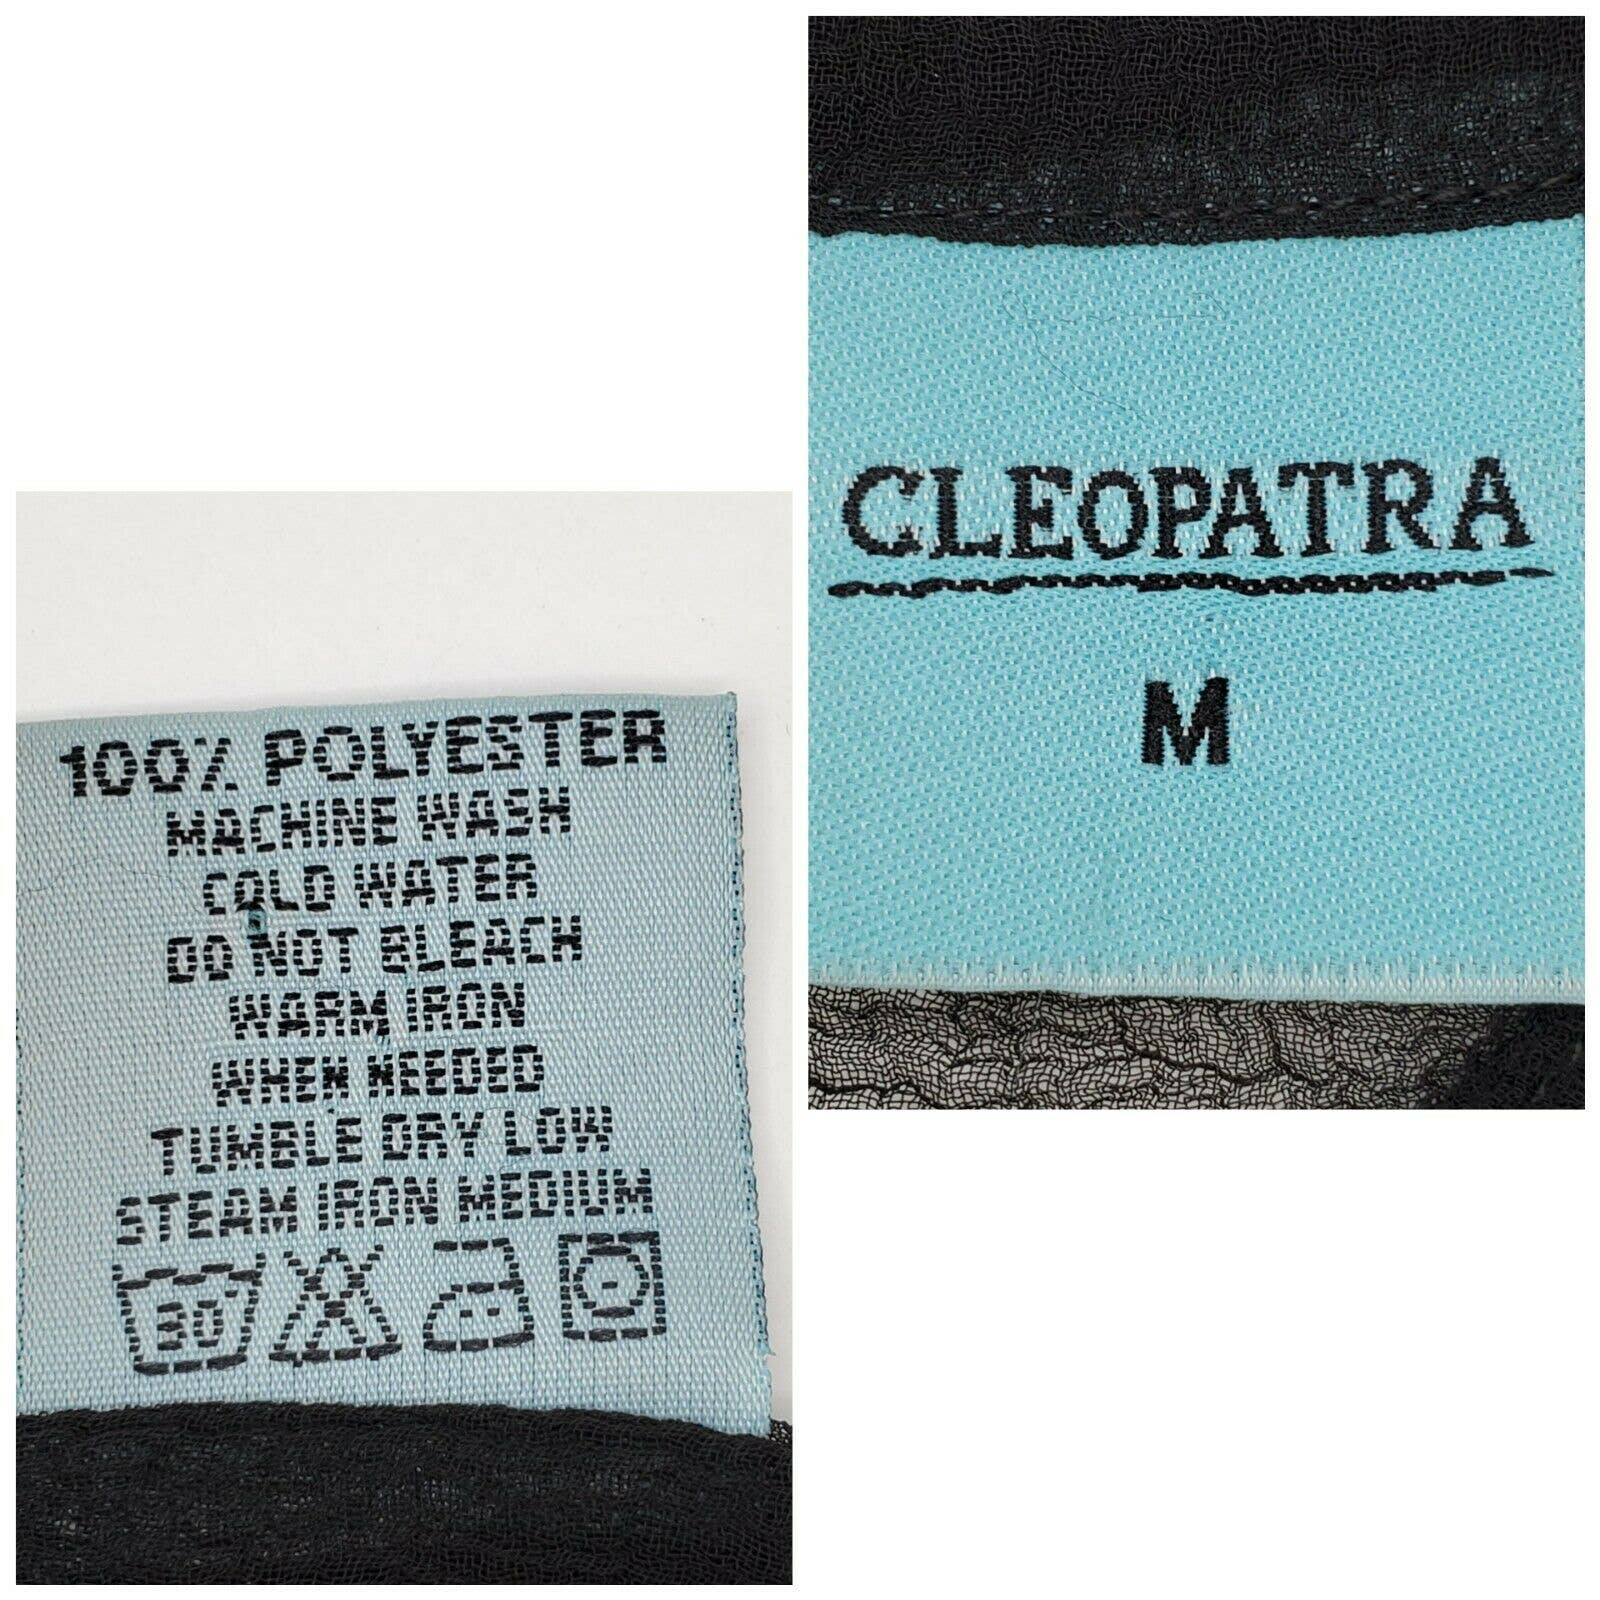 100% POLYESTER
MACHINE WASH
COLD WATER
DO NOT BLEACH
WARM IRON
WHEN NEEDED
TUMBLE DRY LOW
STEAM IRON MEDIUM
30°
CLEOPATRA
M